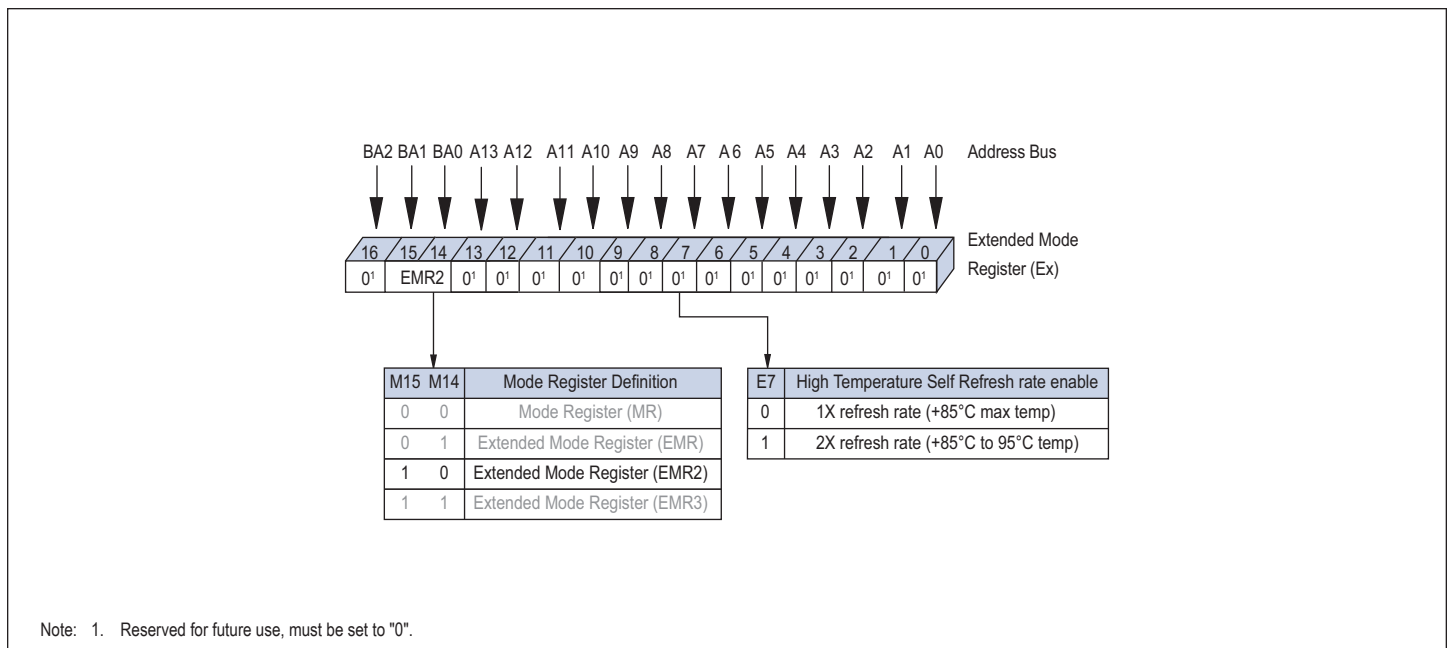 BA2 BA1 BA0 A13 A12 A11 A10 A9 A8 A7 A6 A5 A4 A3 A2 A1 A0 Address Bus
16 15 14 13 12 11 10 9 8 7 6 5 4 3 2 1 0 Extended Mode
0¹ EMR2 0¹ 0¹ 0¹ 0¹ 0¹ 0¹ 0¹ 0¹ 0¹ 0¹ 0¹ 0¹ 0¹ 0¹ Register (Ex)
M15 M14 Mode Register Definition
0 0 Mode Register (MR)
0 1 Extended Mode Register (EMR)
1 0 Extended Mode Register (EMR2)
1 1 Extended Mode Register (EMR3)
E7 High Temperature Self Refresh rate enable
0 1X refresh rate (+85°C max temp)
1 2X refresh rate (+85°C to 95°C temp)
Note: 1. Reserved for future use, must be set to "0".